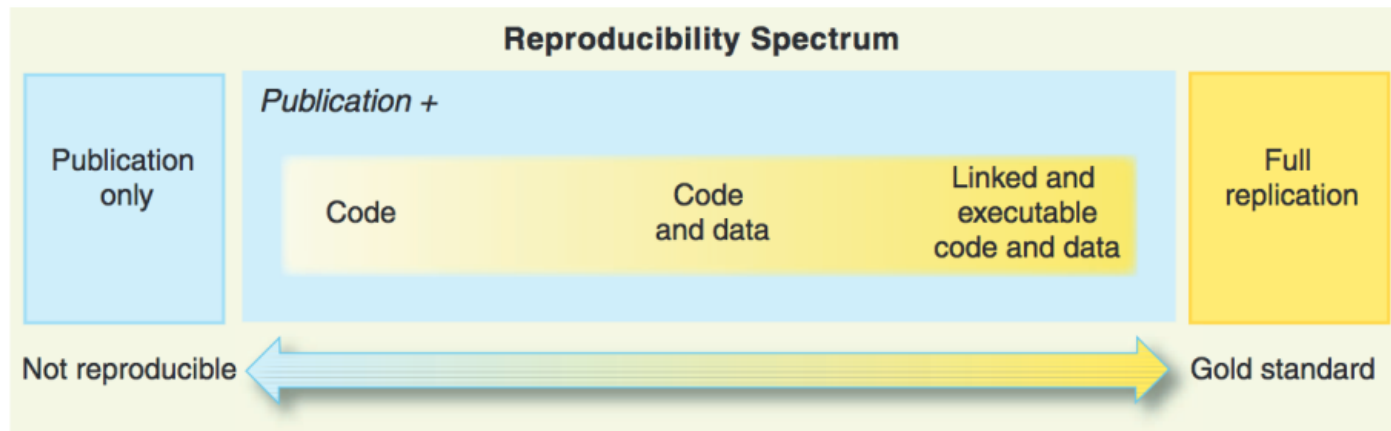 Reproducibility Spectrum
Publication +
Publication
only
Code
Code
and data
Linked and
executable
code and data
Full
replication
Not reproducible
Gold standard